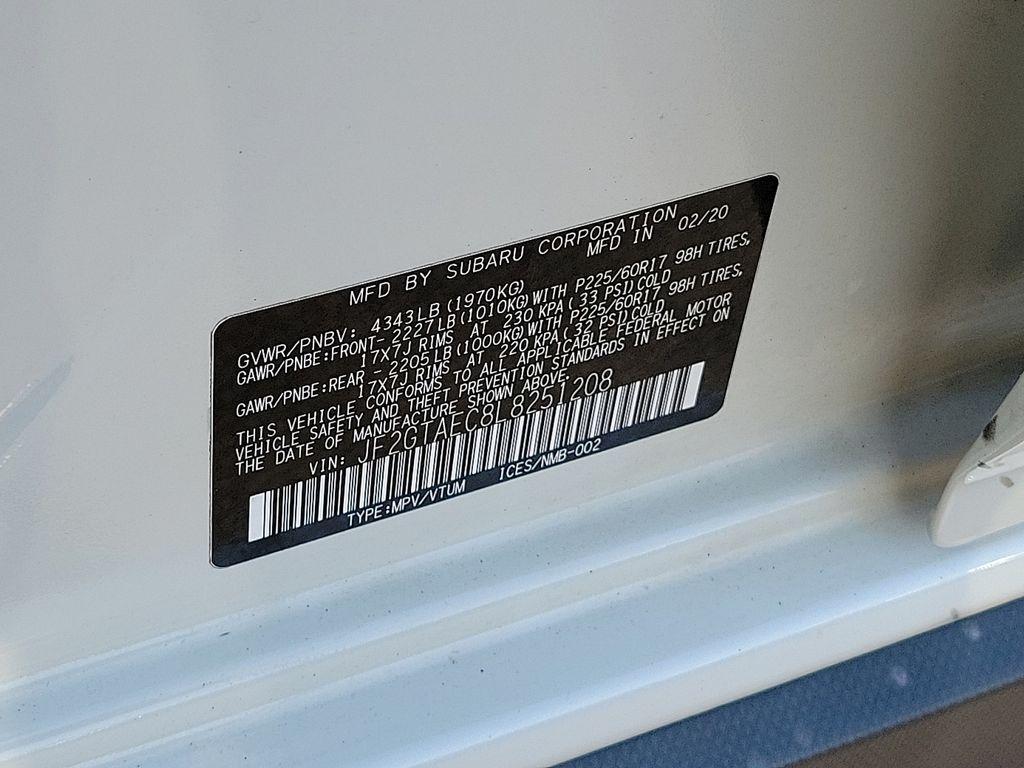 MFD BY SUBARU CORPORATION
MFD IN 02/20
GVWR/PNBV: 4343LB(1970KG)
GAWR/PNBE:FRONT-2227LB(1010KG)WITH P225/60R17 98H TIRES,
17X7J RIMS AT 230 KPA(33 PSI)COLD
GAWR/PNBE:REAR -2205LB(1000KG)WITH P225/60R17 98H TIRES,
17X7J RIMS AT 220 KPA(32 PSI)COLD
THIS VEHICLE CONFORMS TO ALL APPLICABLE FEDERAL MOTOR
VEHICLE SAFETY AND THEFT PREVENTION STANDARDS IN EFFECT ON
THE DATE OF MANUFACTURE SHOWN ABOVE.
VIN: JF2GTAEC8L8251208
TYPE:MPV/VTUM ICES/NMB-002